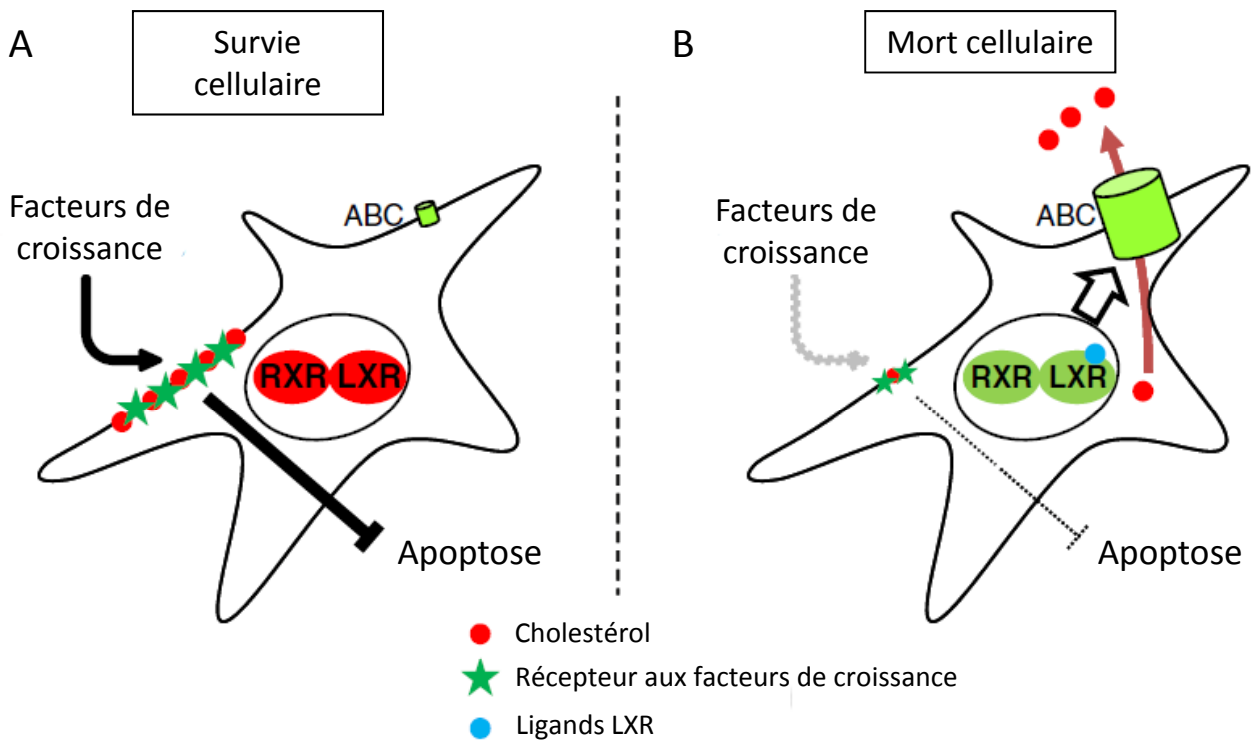 A
Survie
cellulaire
Facteurs de
croissance
ABC
RXR LXR
Apoptose
B
Mort cellulaire
Facteurs de
croissance
ABC
RXR LXR
Apoptose
Cholestérol
Récepteur aux facteurs de croissance
Ligands LXR